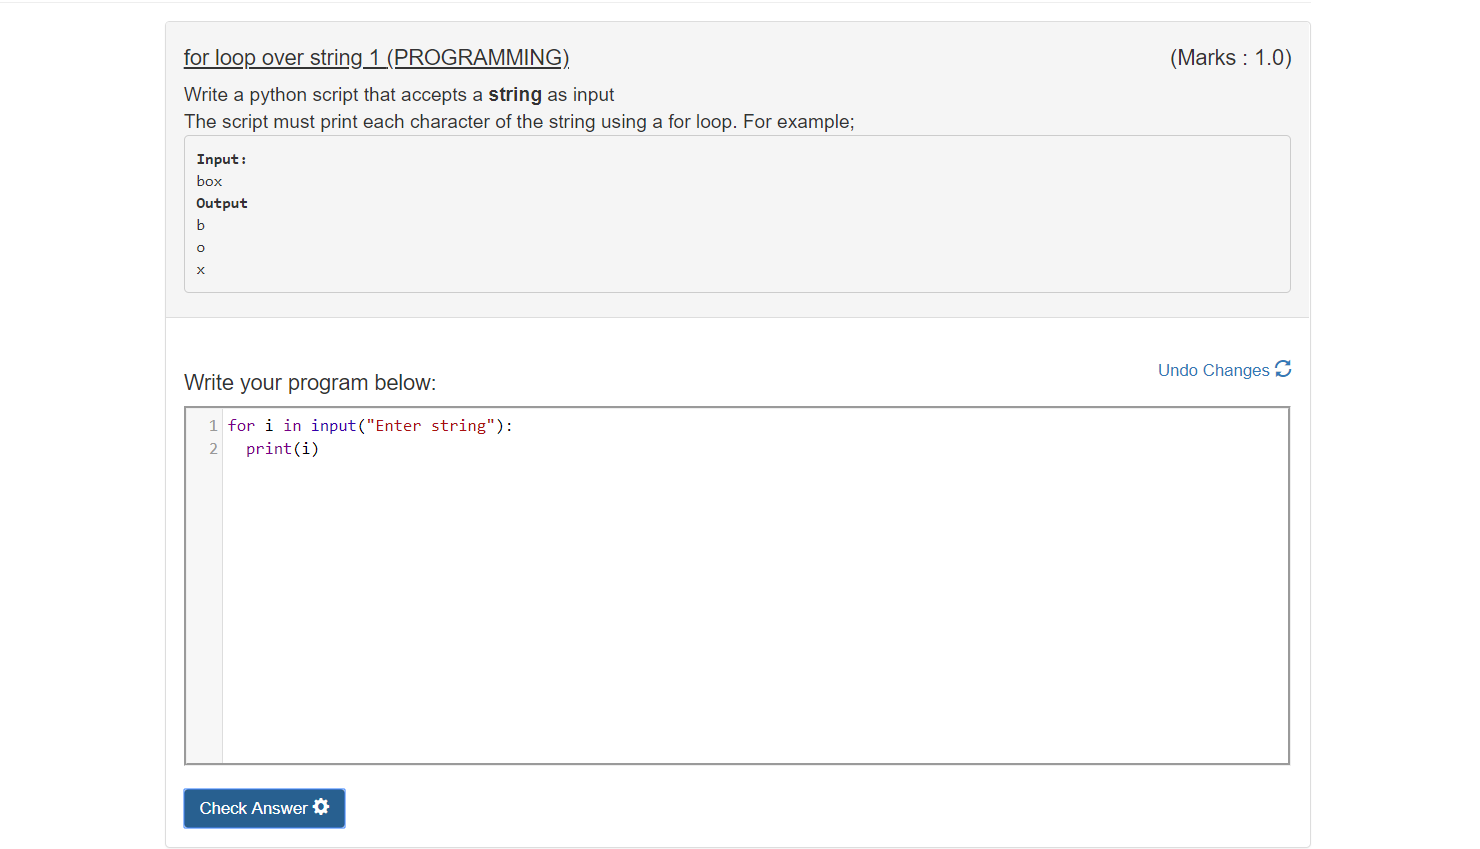 for loop over string 1 (PROGRAMMING)
(Marks : 1.0)
Write a python script that accepts a string as input
The script must print each character of the string using a for loop. For example;
Input:
box
Output
b
o
x
Undo Changes
Write your program below:
1 for i in input("Enter string"):
2   print(i)
Check Answer